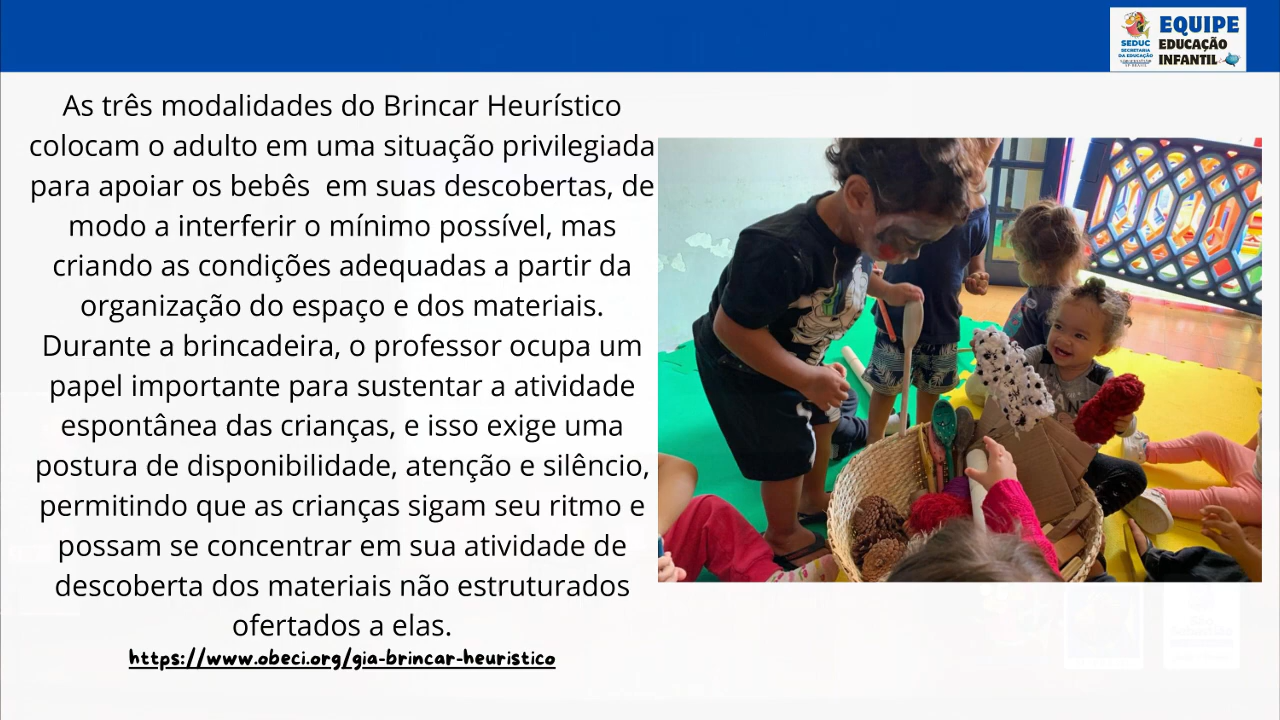 SEDUC
SECRETARIA
DA EDUCAÇÃO
EQUIPE
EDUCAÇÃO
INFANTIL
As três modalidades do Brincar Heurístico
colocam o adulto em uma situação privilegiada
para apoiar os bebês em suas descobertas, de
modo a interferir o mínimo possível, mas
criando as condições adequadas a partir da
organização do espaço e dos materiais.
Durante a brincadeira, o professor ocupa um
papel importante para sustentar a atividade
espontânea das crianças, e isso exige uma
postura de disponibilidade, atenção e silêncio,
permitindo que as crianças sigam seu ritmo e
possam se concentrar em sua atividade de
descoberta dos materiais não estruturados
ofertados a elas.
https://www.obeci.org/gia-brincar-heuristico